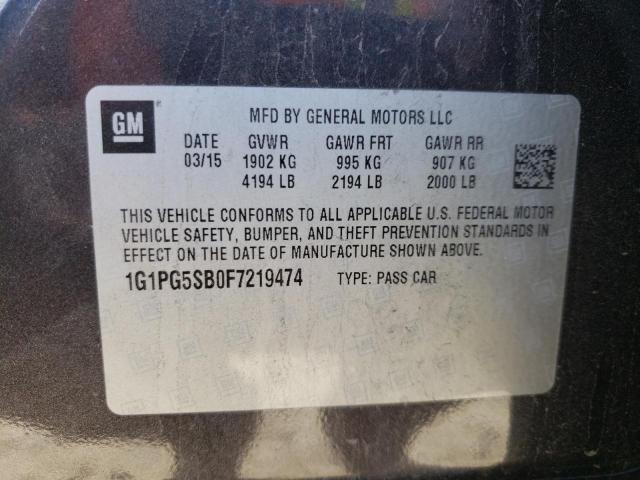 GM
MFD BY GENERAL MOTORS LLC
DATE GVWR GAWR FRT GAWR RR
03/15 1902 KG 995 KG 907 KG
4194 LB 2194 LB 2000 LB
THIS VEHICLE CONFORMS TO ALL APPLICABLE U.S. FEDERAL MOTOR
VEHICLE SAFETY, BUMPER, AND THEFT PREVENTION STANDARDS IN
EFFECT ON THE DATE OF MANUFACTURE SHOWN ABOVE.
1G1PG5SB0F7219474 TYPE: PASS CAR